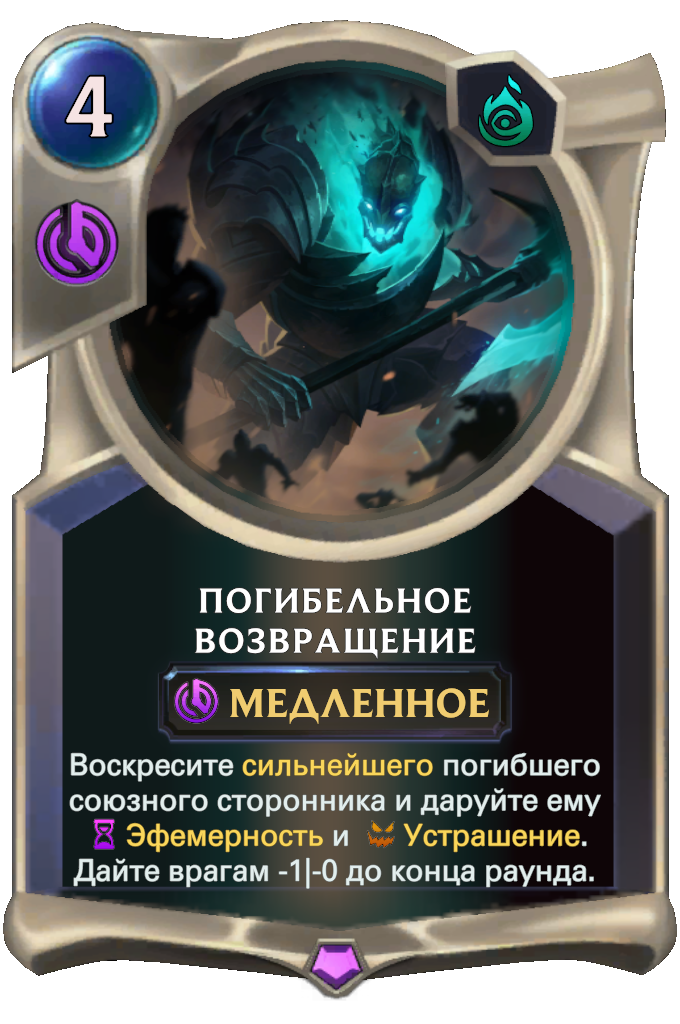 4
ПОГИБЕЛЬНОЕ
ВОЗВРАЩЕНИЕ
МЕДЛЕННОЕ
Воскресите сильнейшего погибшего
союзного сторонника и даруйте ему
Эфемерность и Устрашение.
Дайте врагам -1|-0 до конца раунда.